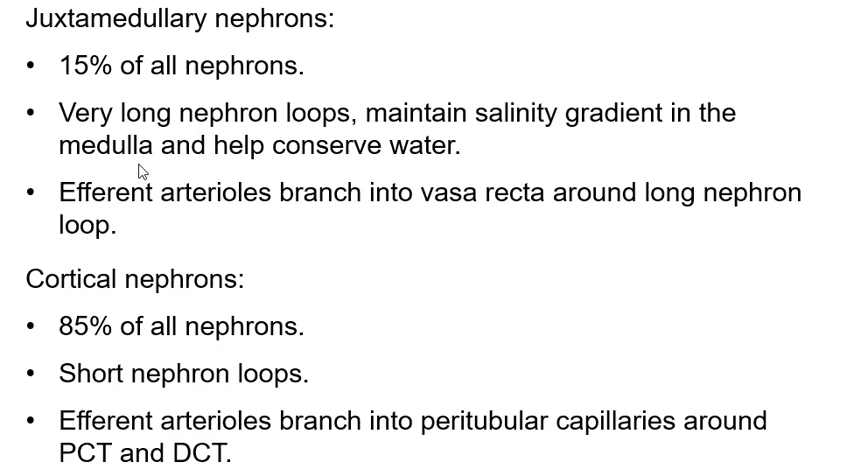 Juxtamedullary nephrons:
• 15% of all nephrons.
• Very long nephron loops, maintain salinity gradient in the
medulla and help conserve water.
• Efferent arterioles branch into vasa recta around long nephron
loop.
Cortical nephrons:
• 85% of all nephrons.
• Short nephron loops.
• Efferent arterioles branch into peritubular capillaries around
PCT and DCT.